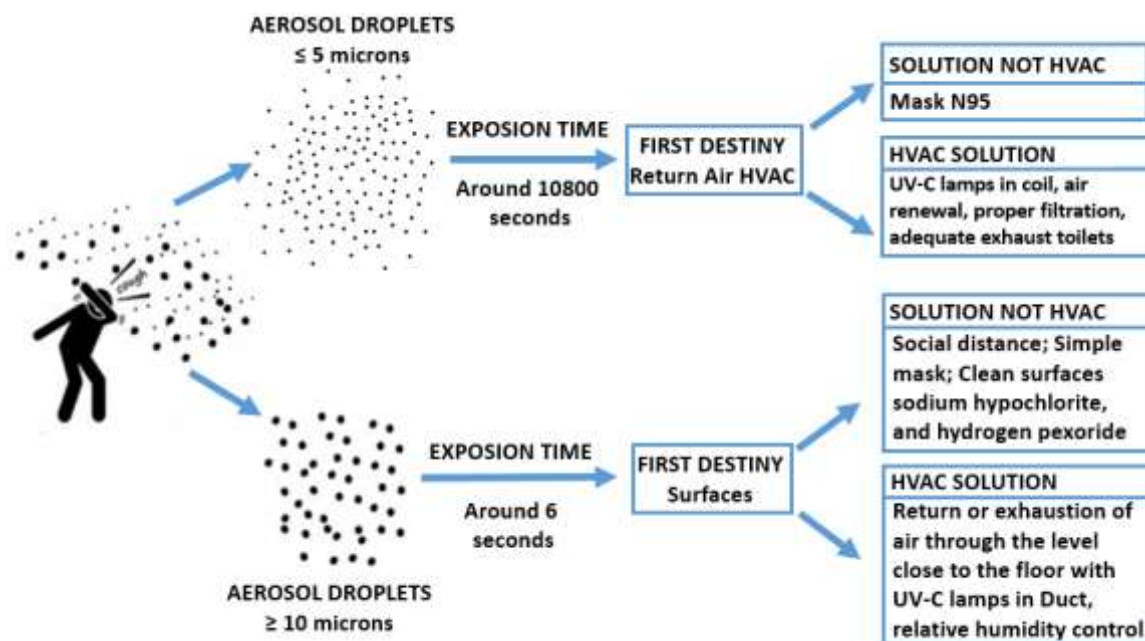 AEROSOL DROPLETS
≤ 5 microns
EXPOSION TIME
Around 10800
seconds
FIRST DESTINY
Return Air HVAC
SOLUTION NOT HVAC
Mask N95
HVAC SOLUTION
UV-C lamps in coil, air
renewal, proper filtration,
adequate exhaust toilets
cough
AEROSOL DROPLETS
≥ 10 microns
EXPOSION TIME
Around 6
seconds
FIRST DESTINY
Surfaces
SOLUTION NOT HVAC
Social distance; Simple
mask; Clean surfaces
sodium hypochlorite,
and hydrogen pexoride
HVAC SOLUTION
Return or exhaustion of
air through the level
close to the floor with
UV-C lamps in Duct,
relative humidity control